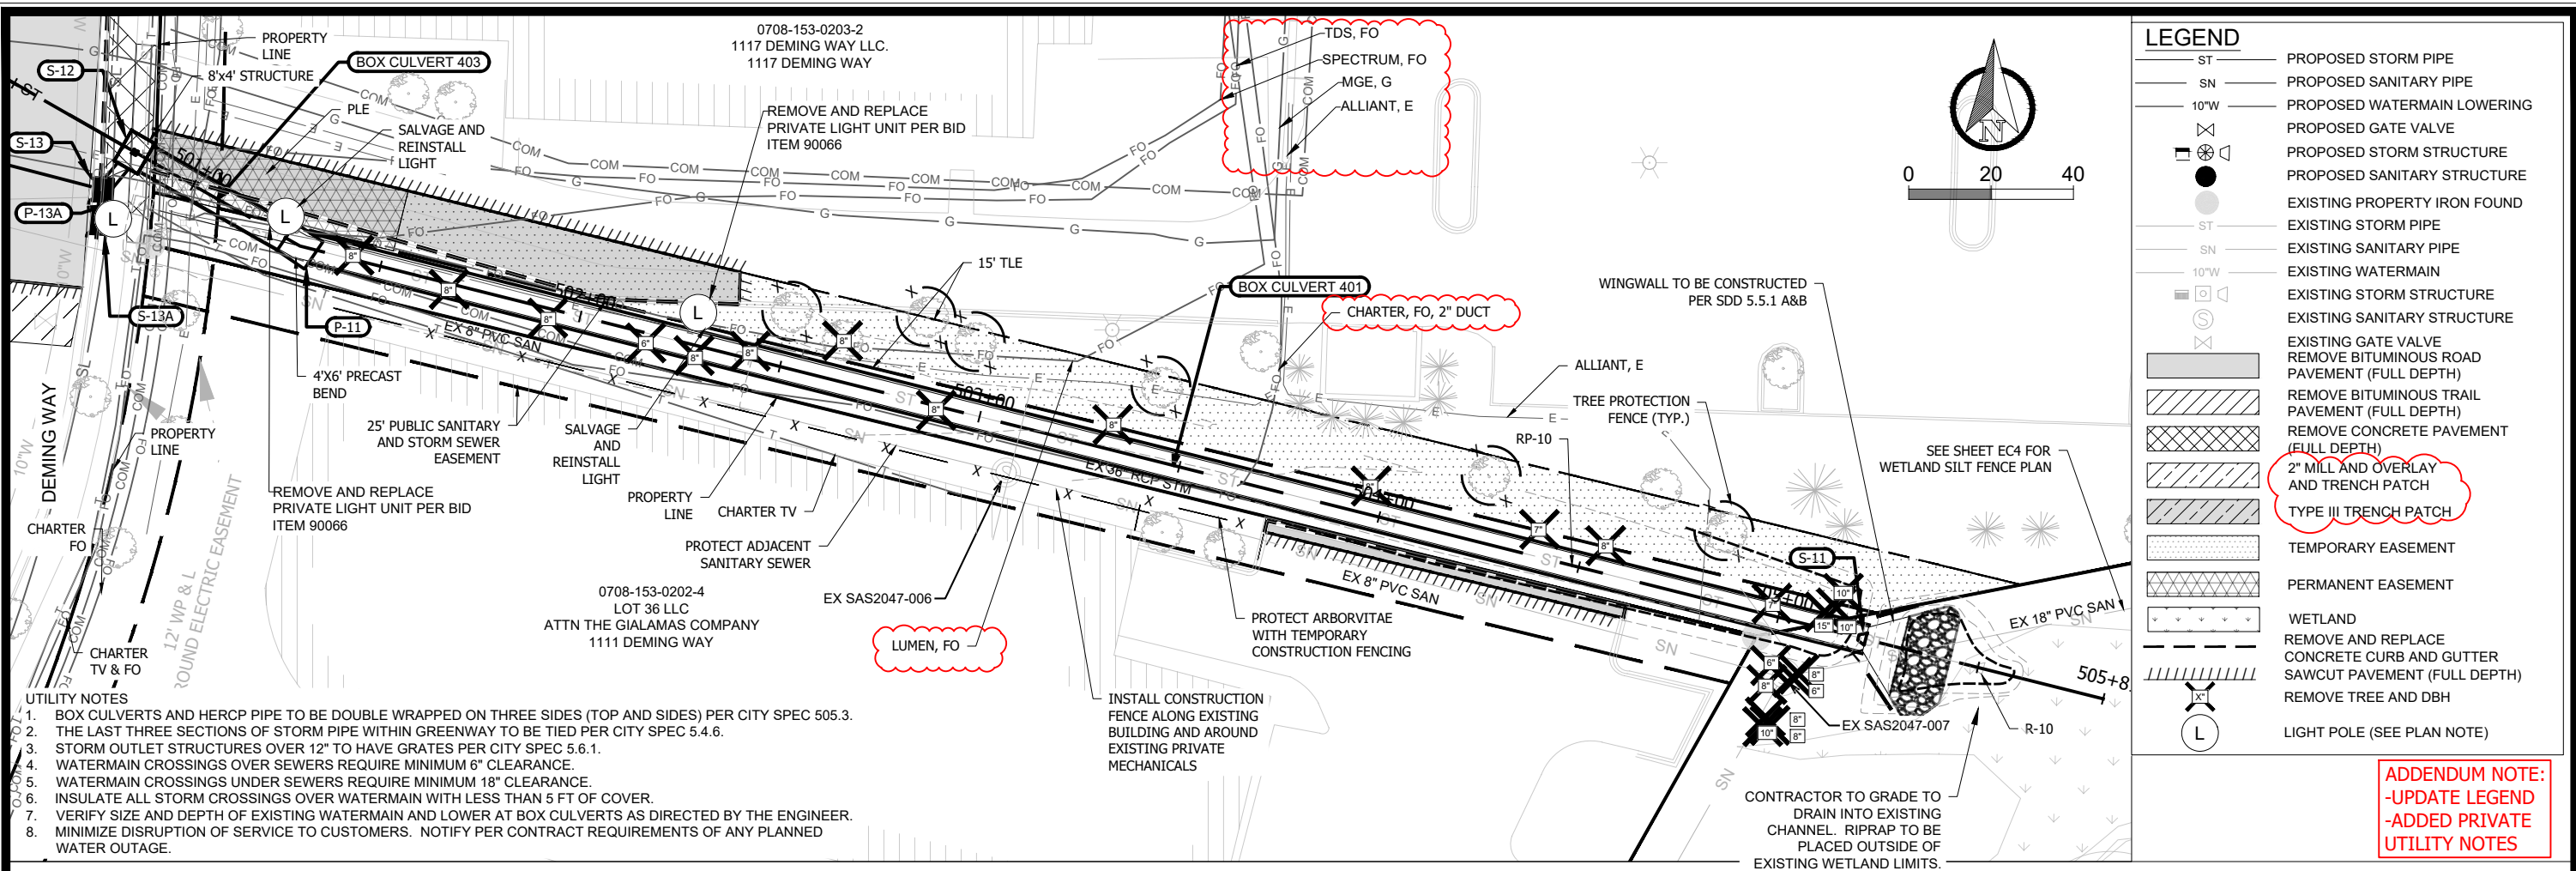 0708-153-0203-2
1117 DEMING WAY LLC.
1117 DEMING WAY
PROPERTY
LINE
S-12
8'x4' STRUCTURE
BOX CULVERT 403
PLE
SALVAGE AND
REINSTALL
LIGHT
REMOVE AND REPLACE
PRIVATE LIGHT UNIT PER BID
ITEM 90066
TDS, FO
SPECTRUM, FO
MGE, G
ALLIANT, E
N
0 20 40
S-13
P-13A
L
L
L
501+00
502+00
503+00
504+00
505+00
S-13A
P-11
15' TLE
BOX CULVERT 401
CHARTER, FO, 2" DUCT
WINGWALL TO BE CONSTRUCTED
PER SDD 5.5.1 A&B
ALLIANT, E
TREE PROTECTION
FENCE (TYP.)
RP-10
SEE SHEET EC4 FOR
WETLAND SILT FENCE PLAN
EX 8" PVC SAN
4'X6' PRECAST
BEND
25' PUBLIC SANITARY
AND STORM SEWER
EASEMENT
SALVAGE
AND
REINSTALL
LIGHT
PROPERTY
LINE
CHARTER TV
PROTECT ADJACENT
SANITARY SEWER
EX 36" RCP STM
DEMING WAY
10"W
10"W
SL
SL
PROPERTY
LINE
REMOVE AND REPLACE
PRIVATE LIGHT UNIT PER BID
ITEM 90066
CHARTER
FO
CHARTER
TV & FO
12' WP & L
ROUND ELECTRIC EASEMENT
0708-153-0202-4
LOT 36 LLC
ATTN THE GIALAMAS COMPANY
1111 DEMING WAY
EX SAS2047-006
LUMEN, FO
PROTECT ARBORVITAE
WITH TEMPORARY
CONSTRUCTION FENCING
EX 8" PVC SAN
INSTALL CONSTRUCTION
FENCE ALONG EXISTING
BUILDING AND AROUND
EXISTING PRIVATE
MECHANICALS
S-11
EX 18" PVC SAN
505+8
EX SAS2047-007
R-10
CONTRACTOR TO GRADE TO
DRAIN INTO EXISTING
CHANNEL. RIPRAP TO BE
PLACED OUTSIDE OF
EXISTING WETLAND LIMITS.
UTILITY NOTES
1. BOX CULVERTS AND HERCP PIPE TO BE DOUBLE WRAPPED ON THREE SIDES (TOP AND SIDES) PER CITY SPEC 505.3.
2. THE LAST THREE SECTIONS OF STORM PIPE WITHIN GREENWAY TO BE TIED PER CITY SPEC 5.4.6.
3. STORM OUTLET STRUCTURES OVER 12" TO HAVE GRATES PER CITY SPEC 5.6.1.
4. WATERMAIN CROSSINGS OVER SEWERS REQUIRE MINIMUM 6" CLEARANCE.
5. WATERMAIN CROSSINGS UNDER SEWERS REQUIRE MINIMUM 18" CLEARANCE.
6. INSULATE ALL STORM CROSSINGS OVER WATERMAIN WITH LESS THAN 5 FT OF COVER.
7. VERIFY SIZE AND DEPTH OF EXISTING WATERMAIN AND LOWER AT BOX CULVERTS AS DIRECTED BY THE ENGINEER.
8. MINIMIZE DISRUPTION OF SERVICE TO CUSTOMERS. NOTIFY PER CONTRACT REQUIREMENTS OF ANY PLANNED
WATER OUTAGE.
LEGEND
ST PROPOSED STORM PIPE
SN PROPOSED SANITARY PIPE
10"W PROPOSED WATERMAIN LOWERING
PROPOSED GATE VALVE
PROPOSED STORM STRUCTURE
PROPOSED SANITARY STRUCTURE
EXISTING PROPERTY IRON FOUND
ST EXISTING STORM PIPE
SN EXISTING SANITARY PIPE
10"W EXISTING WATERMAIN
EXISTING STORM STRUCTURE
S EXISTING SANITARY STRUCTURE
EXISTING GATE VALVE
REMOVE BITUMINOUS ROAD
PAVEMENT (FULL DEPTH)
REMOVE BITUMINOUS TRAIL
PAVEMENT (FULL DEPTH)
REMOVE CONCRETE PAVEMENT
(FULL DEPTH)
2" MILL AND OVERLAY
AND TRENCH PATCH
TYPE III TRENCH PATCH
TEMPORARY EASEMENT
PERMANENT EASEMENT
WETLAND
REMOVE AND REPLACE
CONCRETE CURB AND GUTTER
SAWCUT PAVEMENT (FULL DEPTH)
X" REMOVE TREE AND DBH
L LIGHT POLE (SEE PLAN NOTE)
ADDENDUM NOTE:
-UPDATE LEGEND
-ADDED PRIVATE
UTILITY NOTES